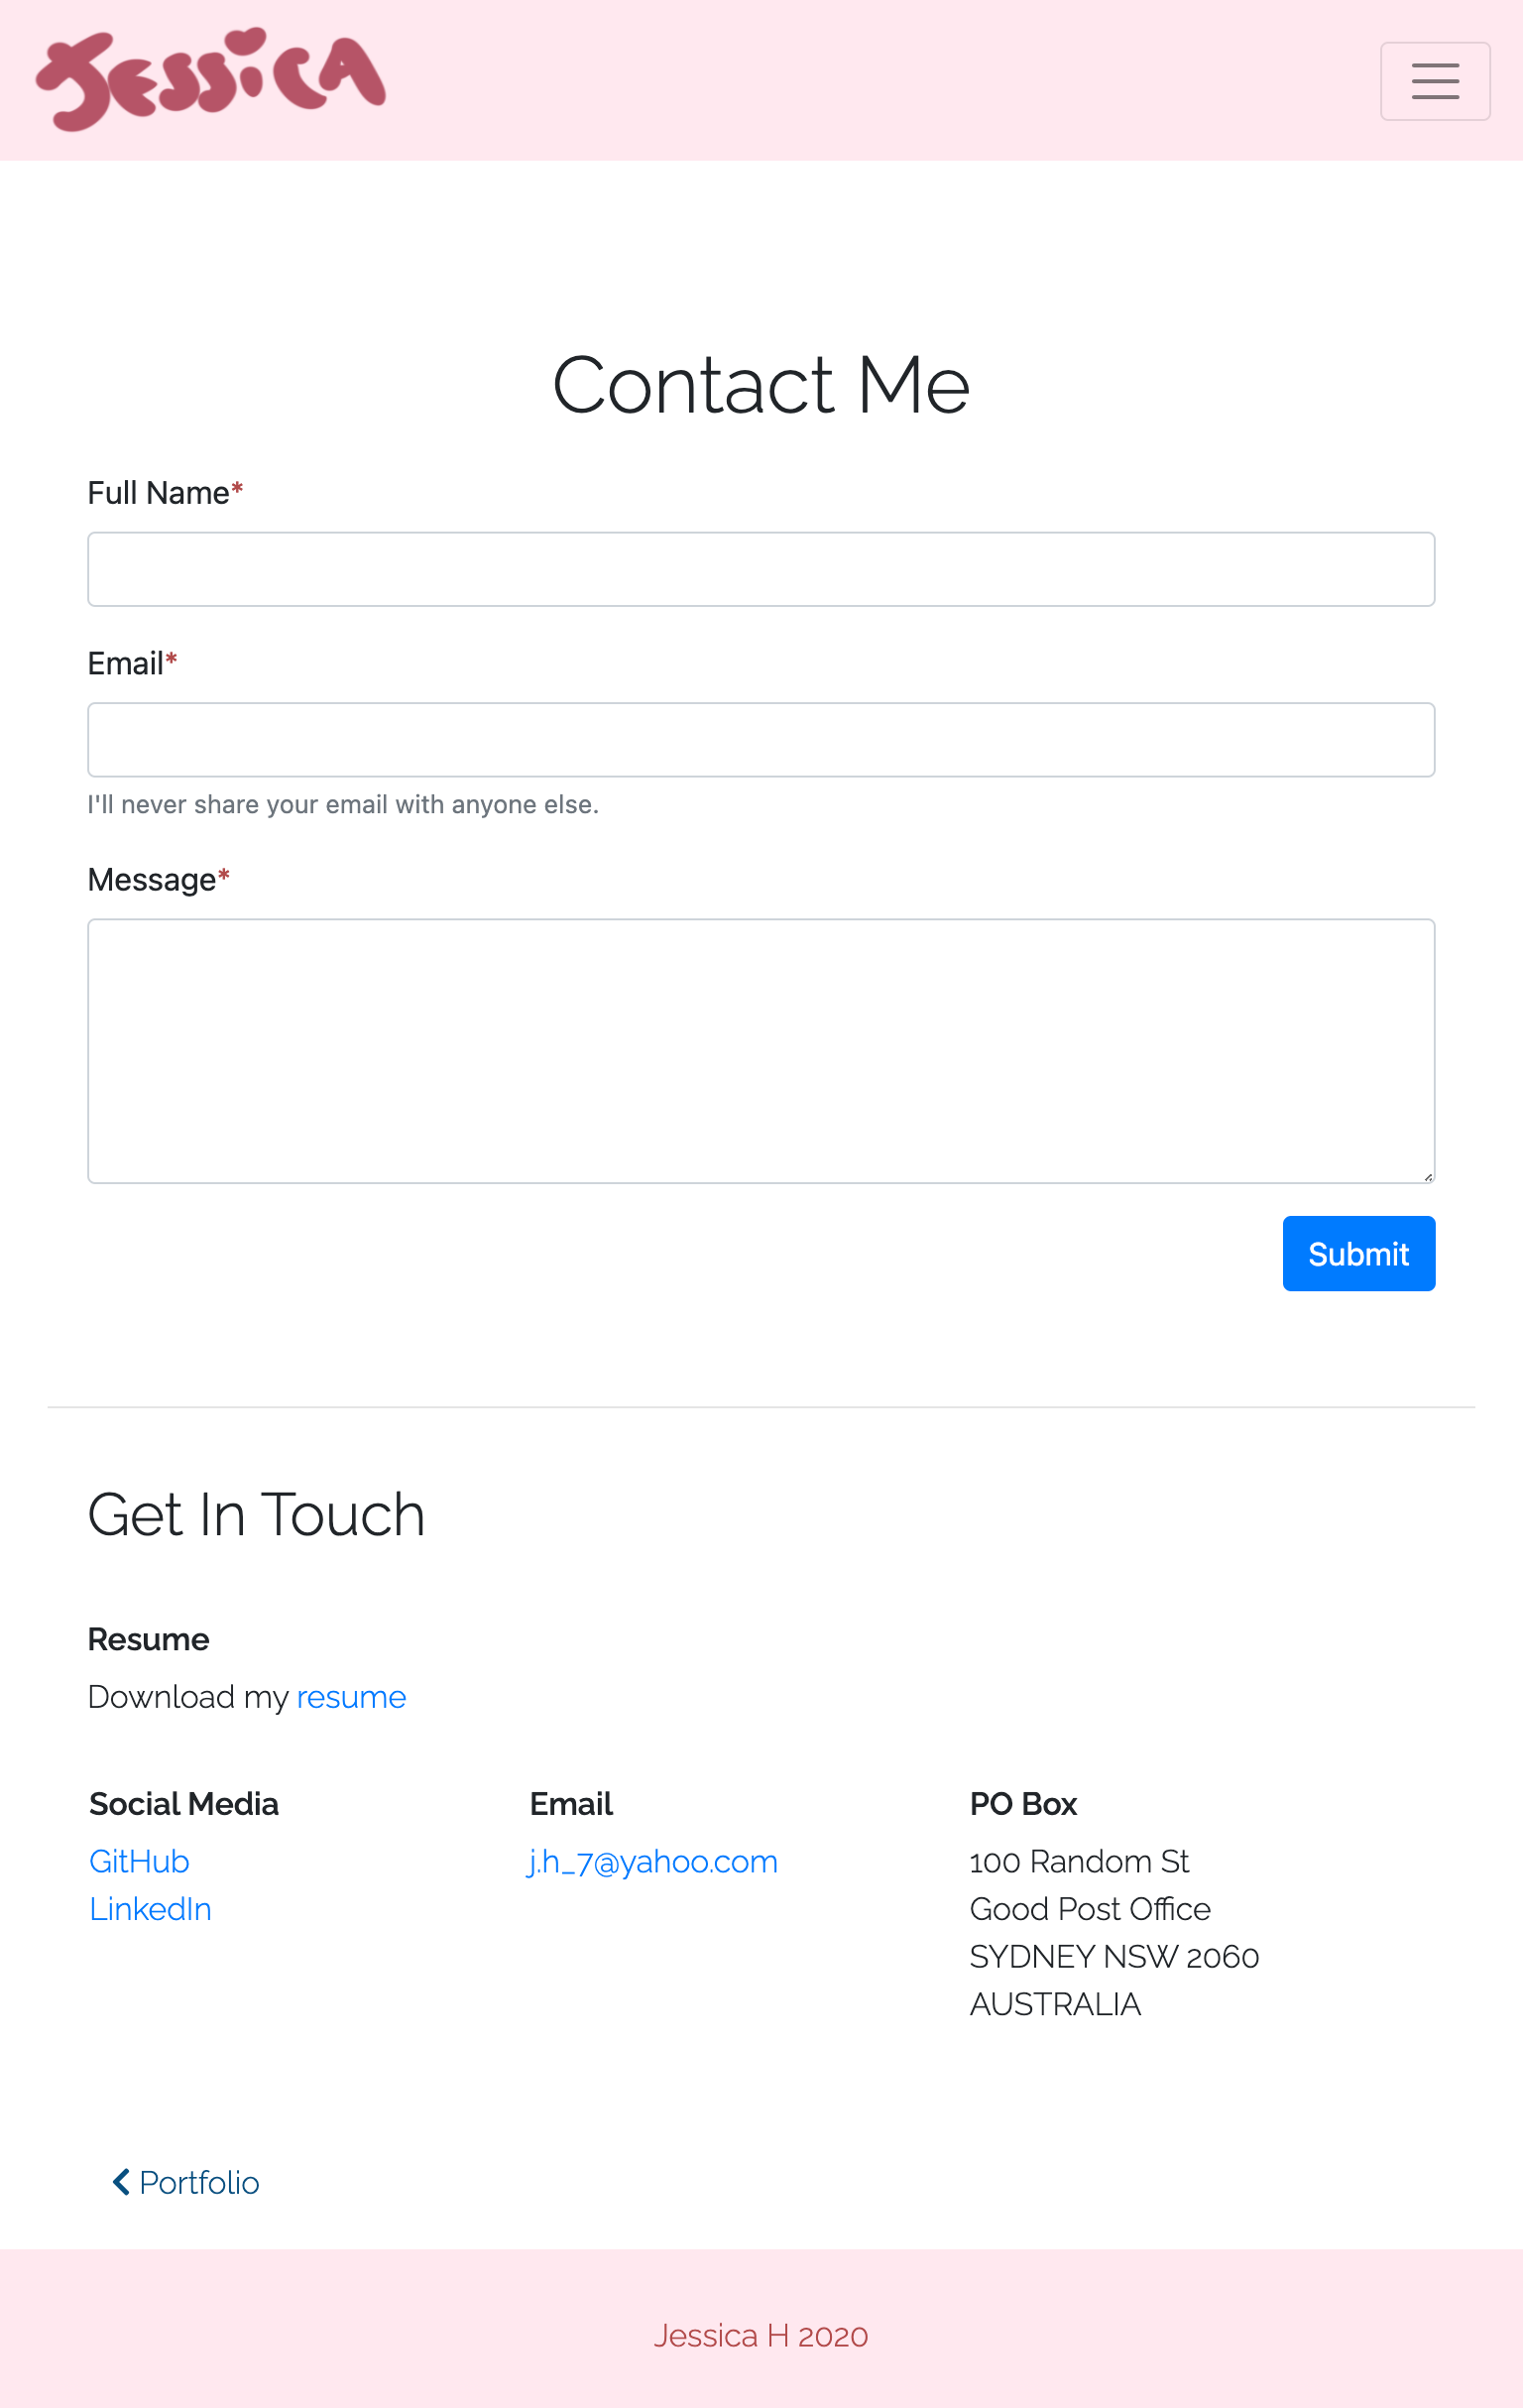 Jessica
Contact Me
Full Name*
Email*
I'll never share your email with anyone else.
Message*
Submit
Get In Touch
Resume
Download my resume
Social Media
GitHub
LinkedIn
Email
j.h_7@yahoo.com
PO Box
100 Random St
Good Post Office
SYDNEY NSW 2060
AUSTRALIA
Portfolio
Jessica H 2020